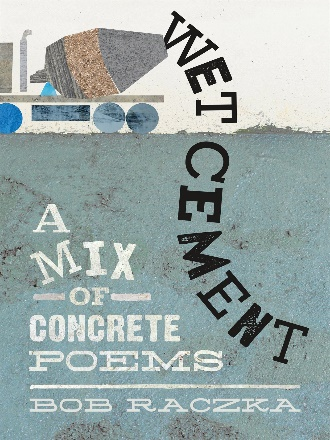 WET CEMENT
A
MIX
OF
CONCRETE
POEMS
BOB RACZKA